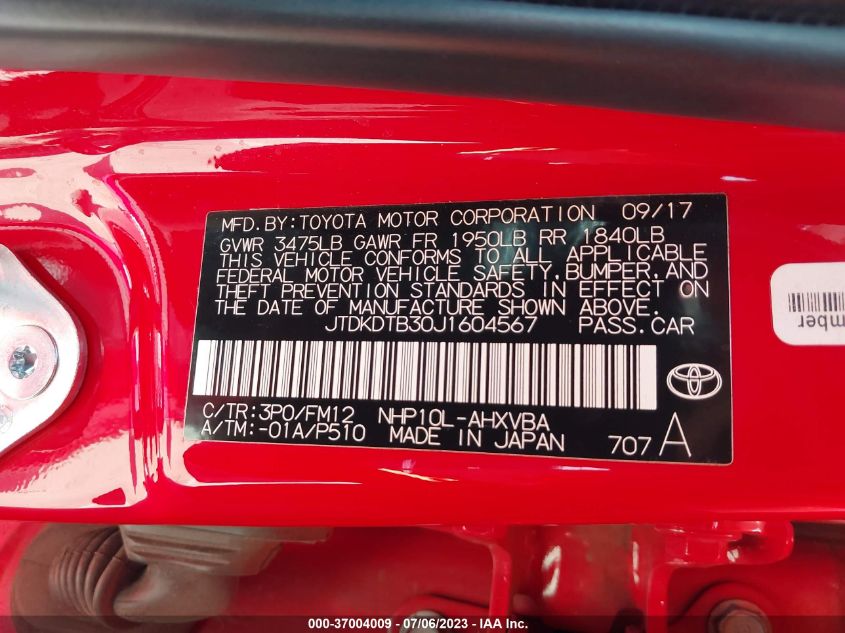 MFD.BY:TOYOTA MOTOR CORPORATION 09/17
GVWR 3475LB GAWR FR 1950LB RR 1840LB
THIS VEHICLE CONFORMS TO ALL APPLICABLE
FEDERAL MOTOR VEHICLE SAFETY, BUMPER, AND
THEFT PREVENTION STANDARDS IN EFFECT ON
THE DATE OF MANUFACTURE SHOWN ABOVE.
JTDKDTB30J1604567 PASS.CAR
C/TR:3P0/FM12 NHP10L-AHXVBA
A/TM:-01A/P510 MADE IN JAPAN 707 A
mber
000-37004009 - 07/06/2023 - IAA Inc.